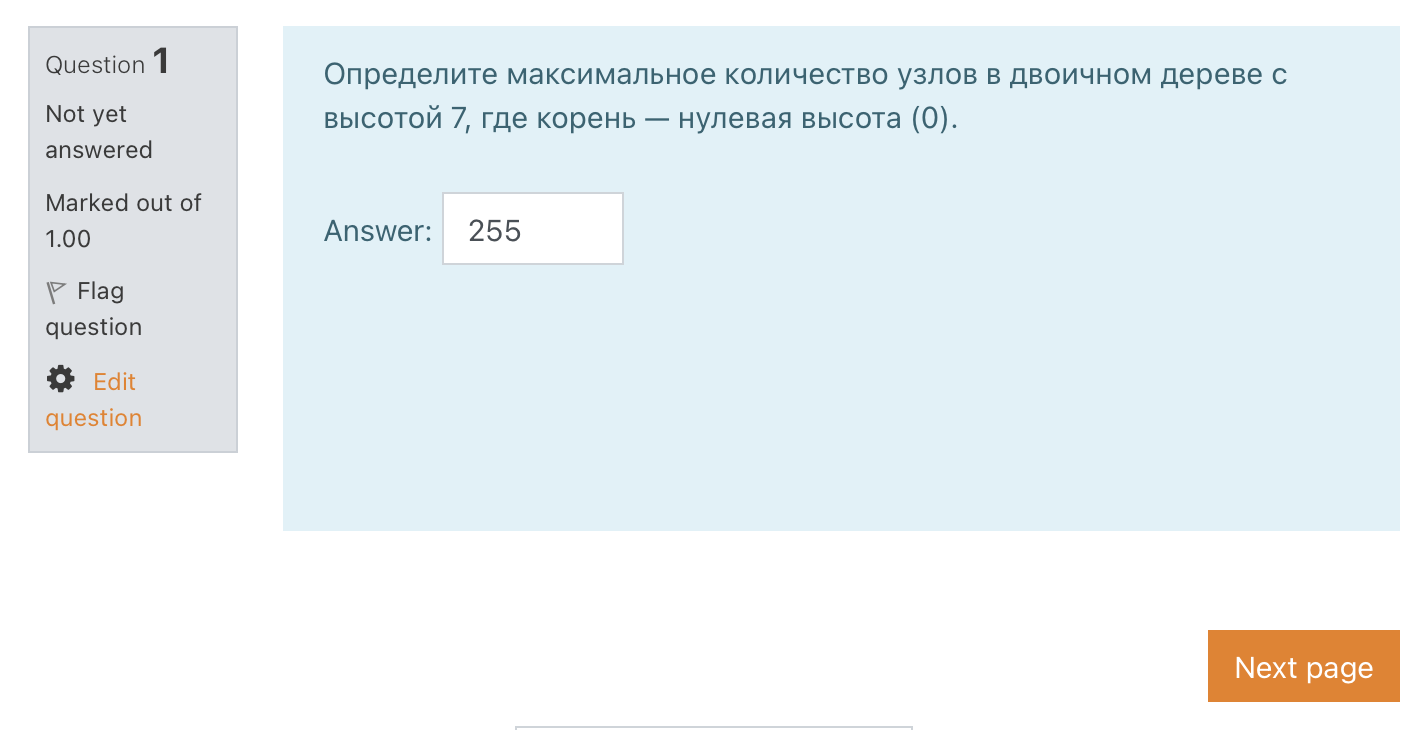 Question 1
Not yet
answered
Marked out of
1.00
Flag
question
Edit
question
Определите максимальное количество узлов в двоичном дереве с
высотой 7, где корень — нулевая высота (0).
Answer: 255
Next page